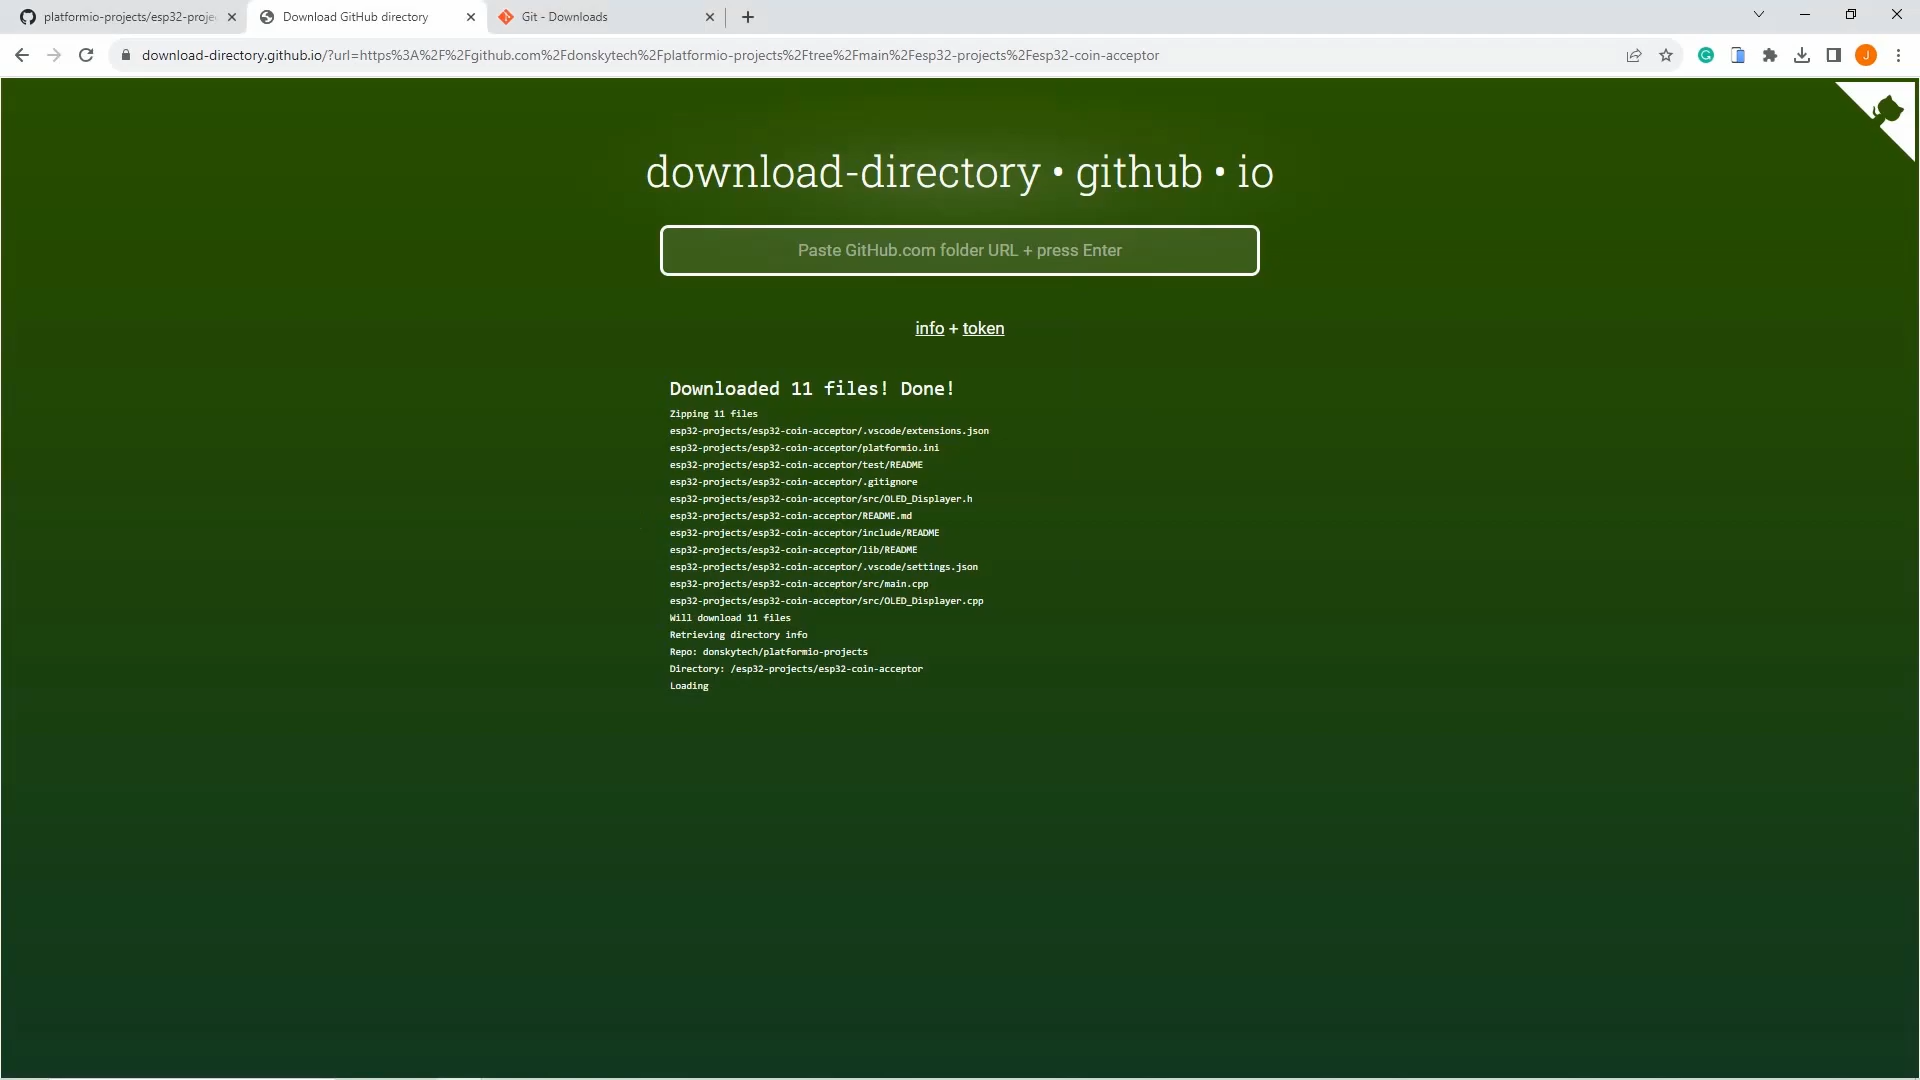 platformio-projects/esp32-proje
Download GitHub directory
Git - Downloads
download-directory.github.io/?url=https%3A%2F%2Fgithub.com%2Fdonskytech%2Fplatformio-projects%2Ftree%2Fmain%2Fesp32-projects%2Fesp32-coin-acceptor
J
download-directory • github • io
Paste GitHub.com folder URL + press Enter
info + token
Downloaded 11 files! Done!
Zipping 11 files
esp32-projects/esp32-coin-acceptor/.vscode/extensions.json
esp32-projects/esp32-coin-acceptor/platformio.ini
esp32-projects/esp32-coin-acceptor/test/README
esp32-projects/esp32-coin-acceptor/.gitignore
esp32-projects/esp32-coin-acceptor/src/OLED_Displayer.h
esp32-projects/esp32-coin-acceptor/README.md
esp32-projects/esp32-coin-acceptor/include/README
esp32-projects/esp32-coin-acceptor/lib/README
esp32-projects/esp32-coin-acceptor/.vscode/settings.json
esp32-projects/esp32-coin-acceptor/src/main.cpp
esp32-projects/esp32-coin-acceptor/src/OLED_Displayer.cpp
Will download 11 files
Retrieving directory info
Repo: donskytech/platformio-projects
Directory: /esp32-projects/esp32-coin-acceptor
Loading